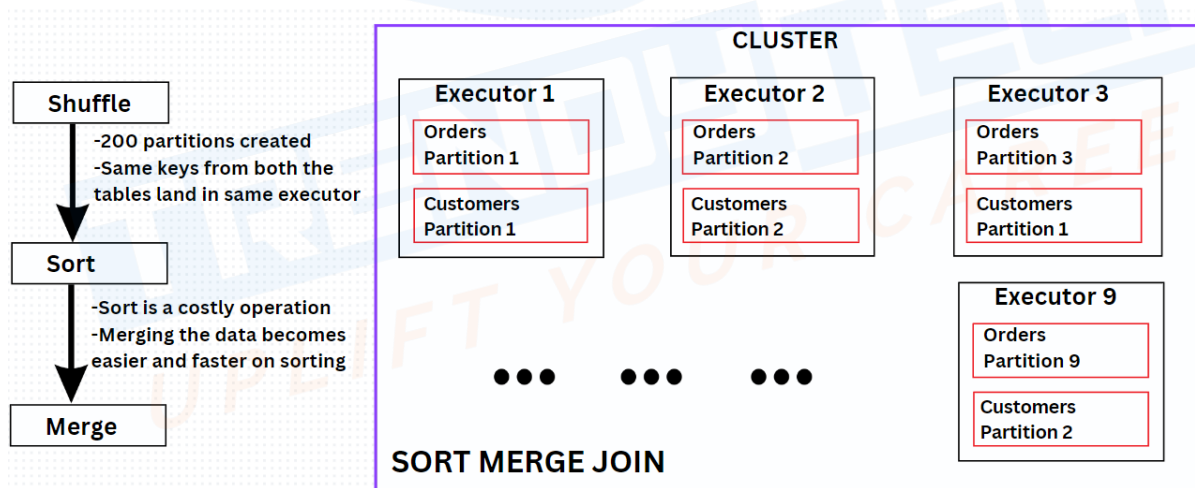 CLUSTER
Shuffle
-200 partitions created
-Same keys from both the
tables land in same executor
Sort
-Sort is a costly operation
-Merging the data becomes
easier and faster on sorting
Merge
Executor 1
Orders
Partition 1
Customers
Partition 1
Executor 2
Orders
Partition 2
Customers
Partition 2
Executor 3
Orders
Partition 3
Customers
Partition 1
Executor 9
Orders
Partition 9
Customers
Partition 2
SORT MERGE JOIN
UPLIFT YOUR CAREE